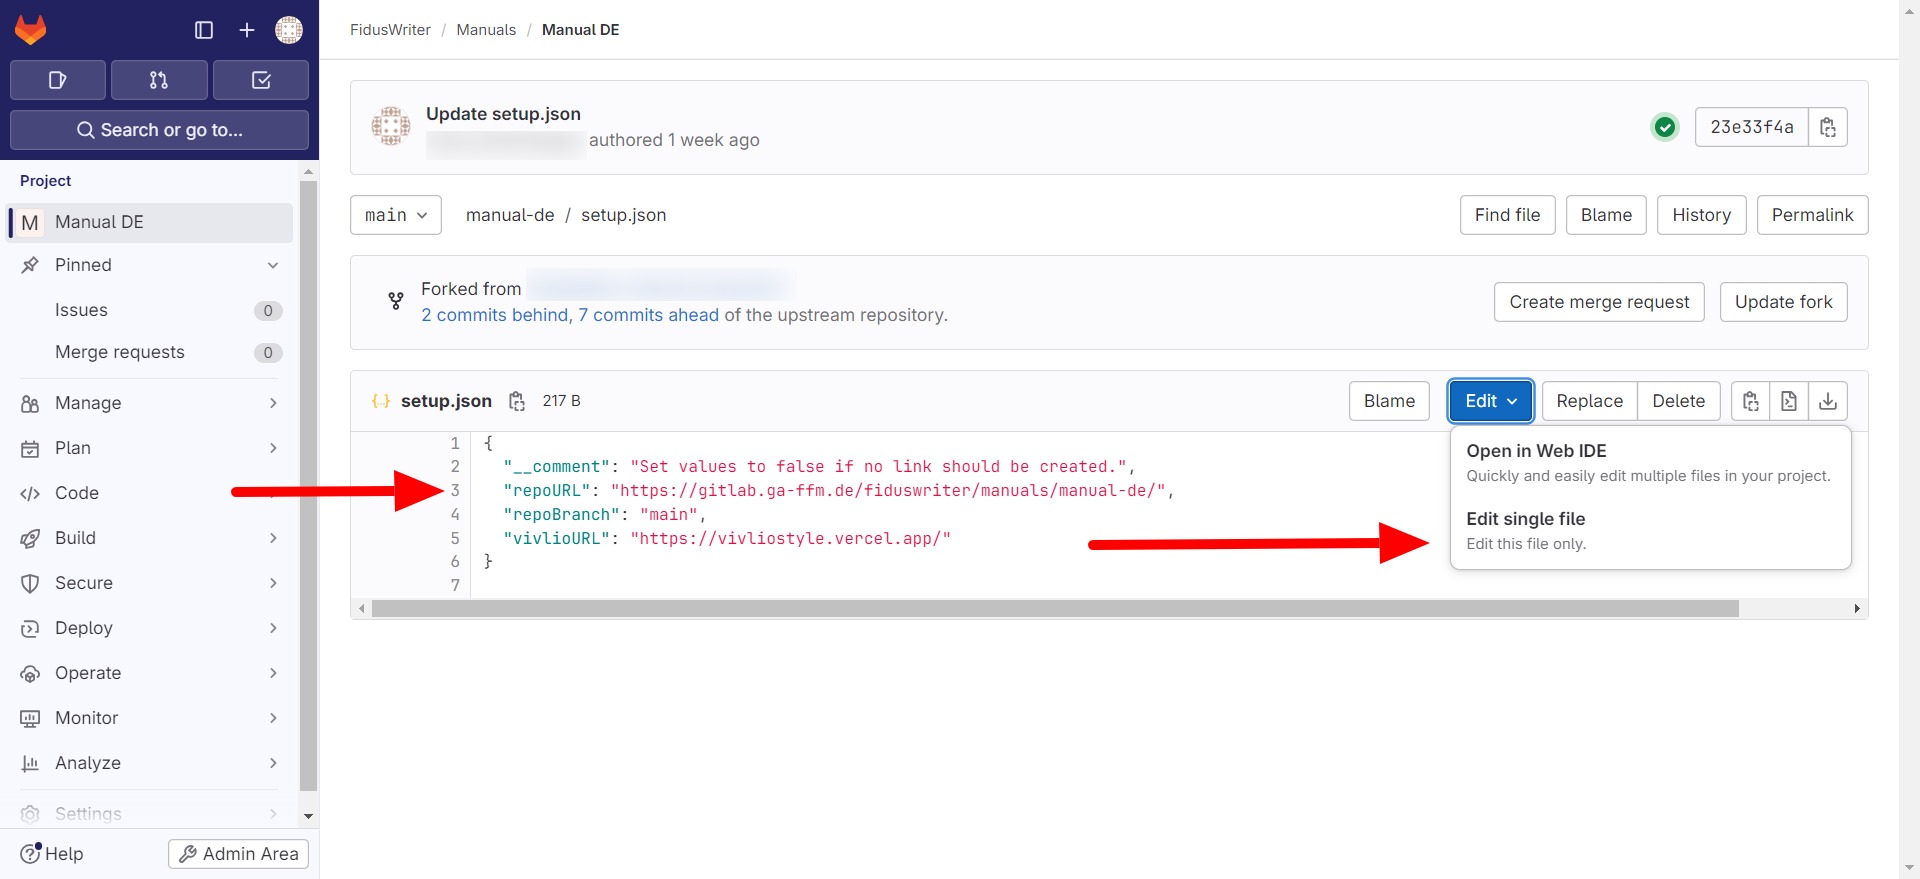 FidusWriter / Manuals / Manual DE
Search or go to...
Project
M Manual DE
Pinned
Issues 0
Merge requests 0
Manage
Plan
Code
Build
Secure
Deploy
Operate
Monitor
Analyze
Settings
Help
Admin Area
Update setup.json
authored 1 week ago
23e33f4a
main
manual-de / setup.json
Find file
Blame
History
Permalink
Forked from
2 commits behind, 7 commits ahead of the upstream repository.
Create merge request
Update fork
{..} setup.json 217 B
Blame
Edit
Replace
Delete
Open in Web IDE
Quickly and easily edit multiple files in your project.
Edit single file
Edit this file only.
1 {
2 "__comment": "Set values to false if no link should be created.",
3 "repoURL": "https://gitlab.ga-ffm.de/fiduswriter/manuals/manual-de/",
4 "repoBranch": "main",
5 "vivlioURL": "https://vivliostyle.vercel.app/"
6 }
7